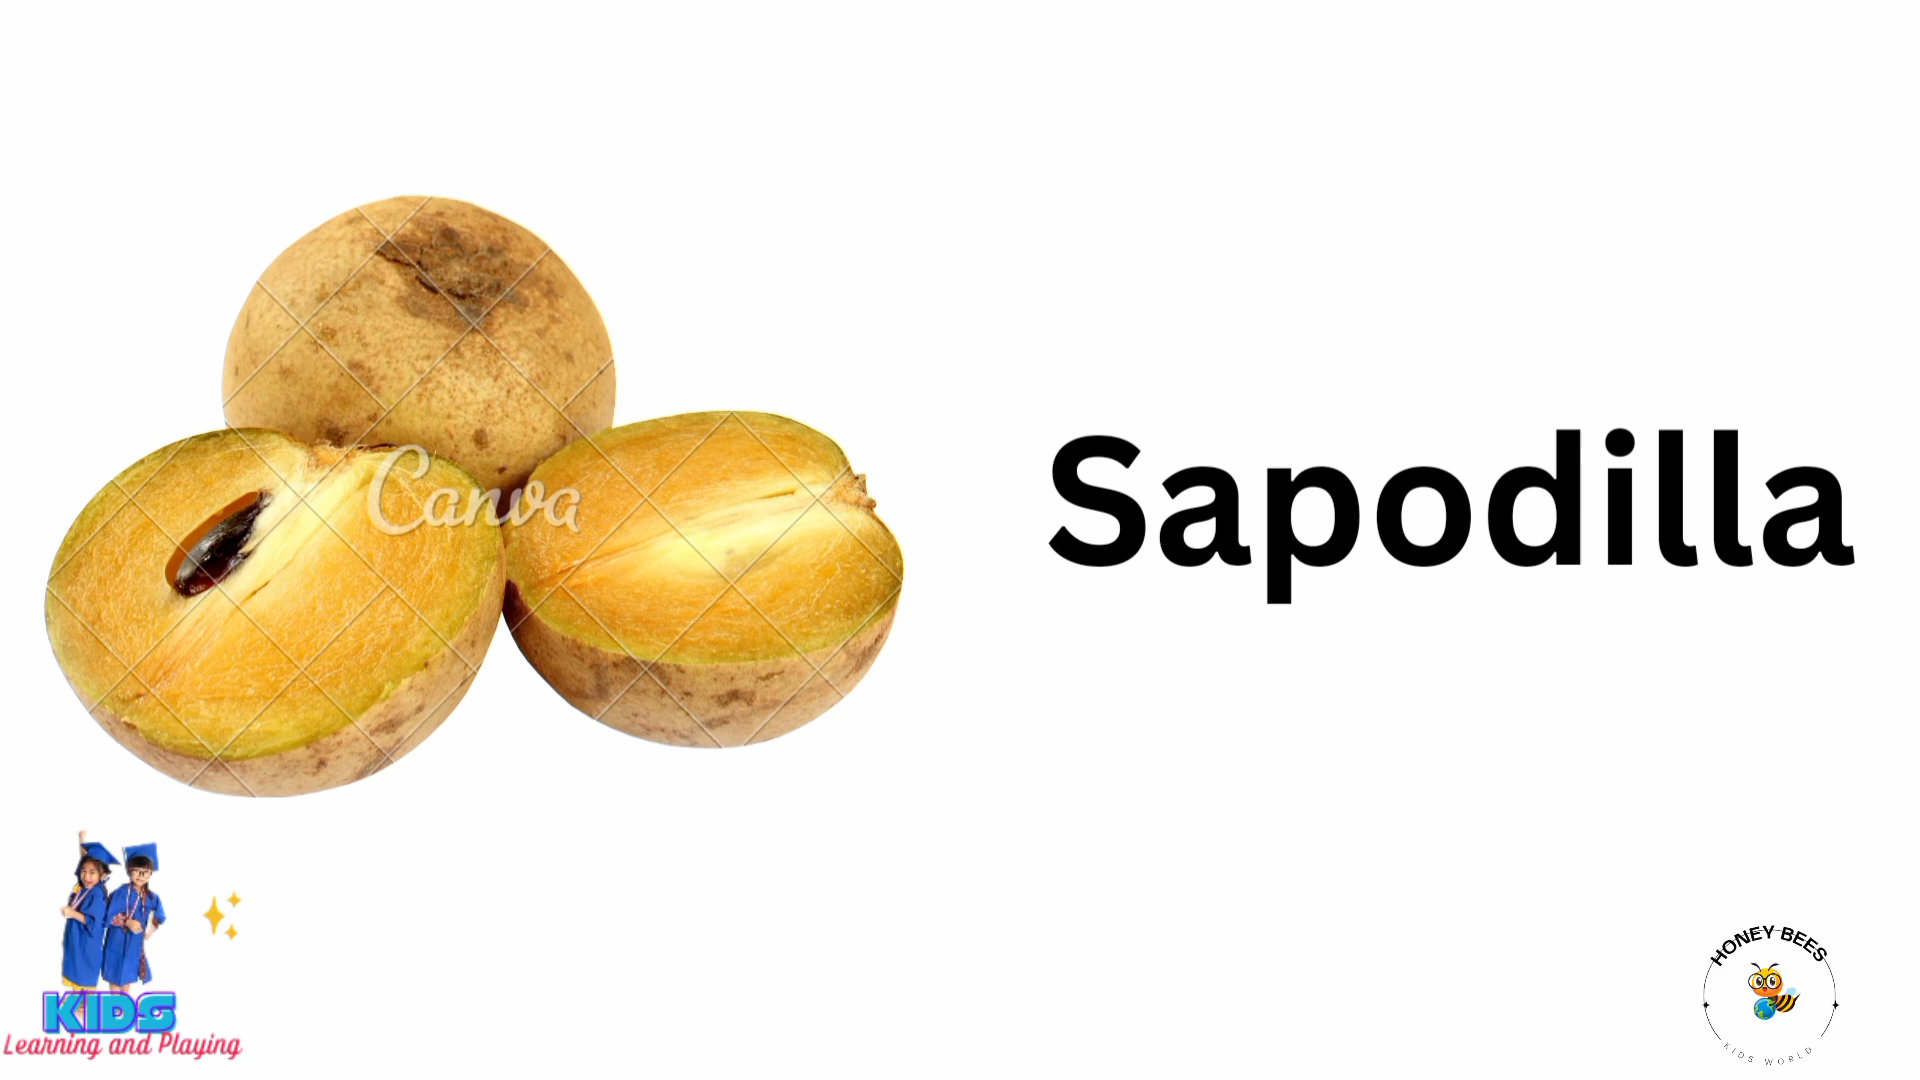 Canva
Sapodilla
KIDS
Learning and Playing
HONEY BEES
KIDS WORLD